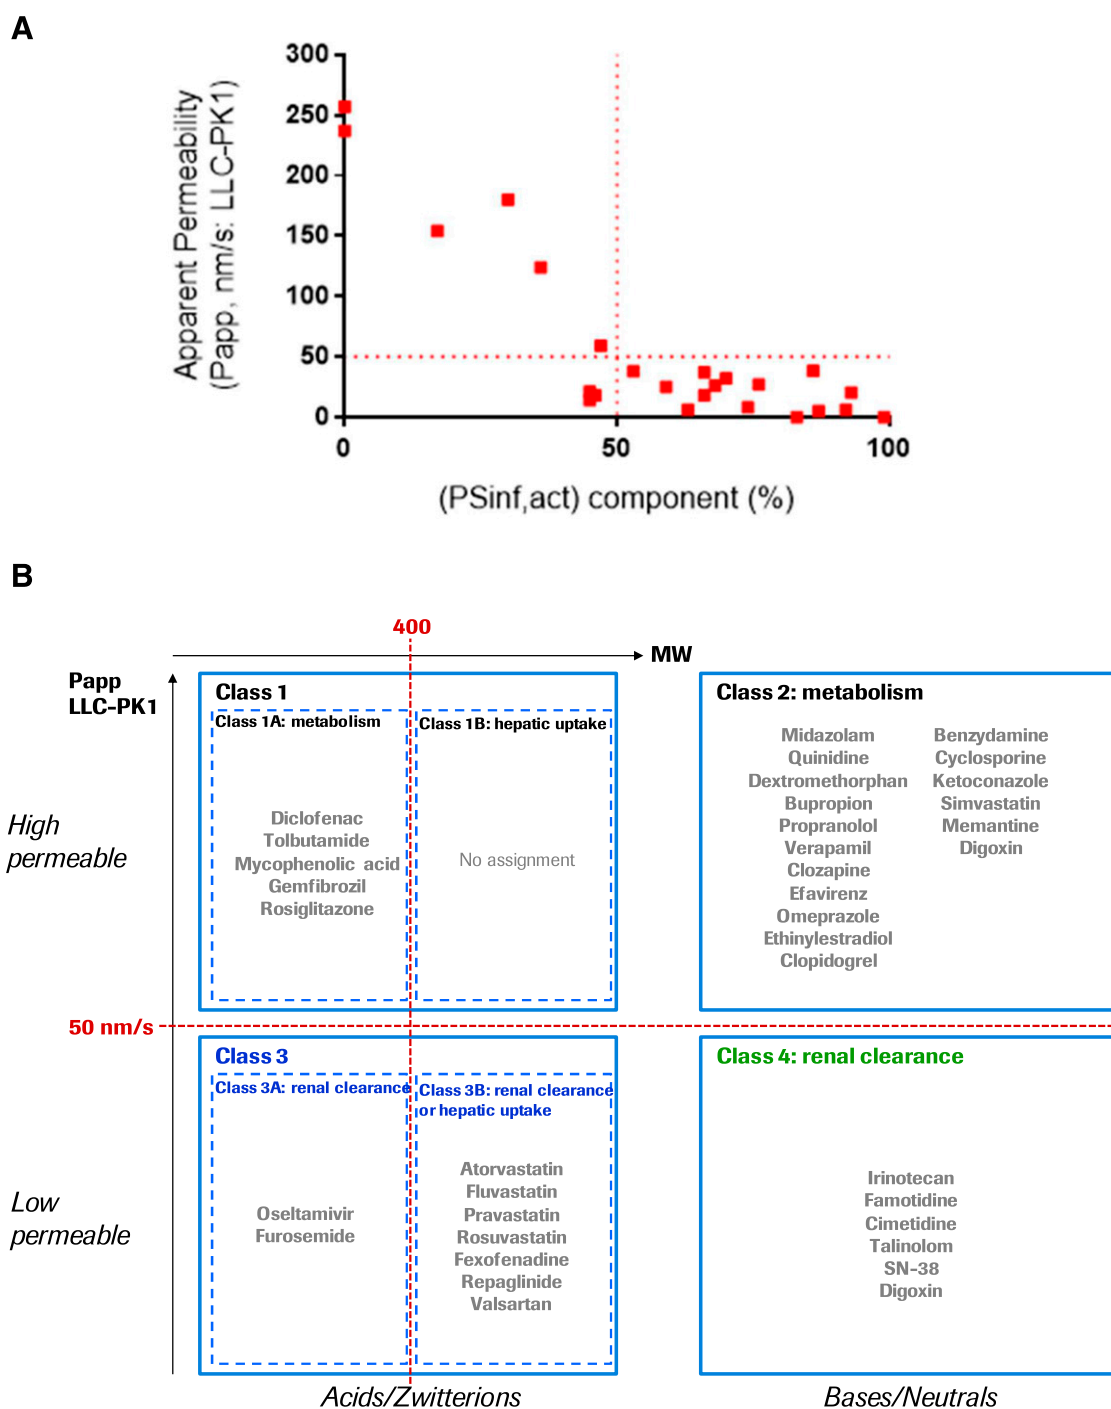 A
Apparent Permeability
(Papp, nm/s: LLC-PK1)
300
250
200
150
100
50
0
0
50
100
(PSinf,act) component (%)
B
400
MW
Papp
LLC-PK1
Class 1
Class 1A: metabolism
Class 1B: hepatic uptake
Diclofenac
Tolbutamide
Mycophenolic acid
Gemfibrozil
Rosiglitazone
No assignment
Class 2: metabolism
Midazolam
Quinidine
Dextromethorphan
Bupropion
Propranolol
Verapamil
Clozapine
Efavirenz
Omeprazole
Ethinylestradiol
Clopidogrel
Benzydamine
Cyclosporine
Ketoconazole
Simvastatin
Memantine
Digoxin
High
permeable
50 nm/s
Class 3
Class 3A: renal clearance
Class 3B: renal clearance
or hepatic uptake
Oseltamivir
Furosemide
Atorvastatin
Fluvastatin
Pravastatin
Rosuvastatin
Fexofenadine
Repaglinide
Valsartan
Class 4: renal clearance
Irinotecan
Famotidine
Cimetidine
Talinolom
SN-38
Digoxin
Low
permeable
Acids/Zwitterions
Bases/Neutrals